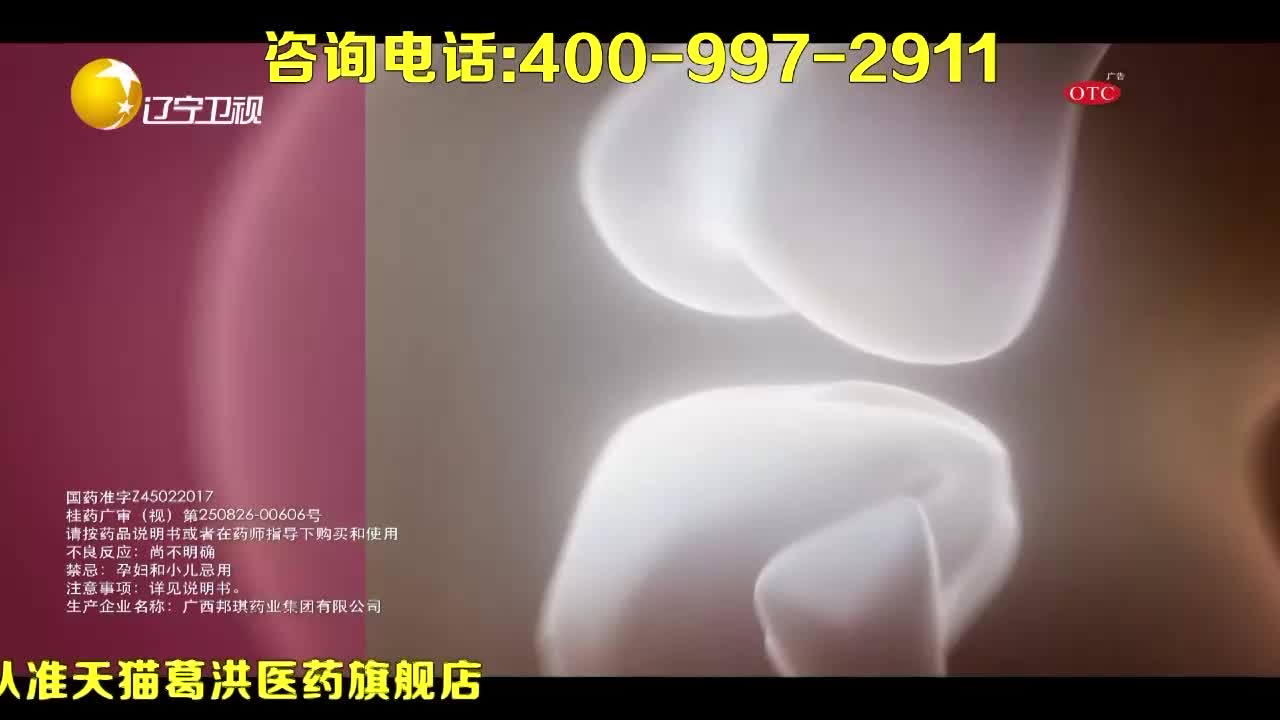 咨询电话:400-997-2911
辽宁卫视
广告
OTC
国药准字Z45022017
桂药广审（视）第250826-00606号
请按药品说明书或者在药师指导下购买和使用
不良反应：尚不明确
禁忌：孕妇和小儿忌用
注意事项：详见说明书。
生产企业名称：广西邦琪药业集团有限公司
认准天猫葛洪医药旗舰店